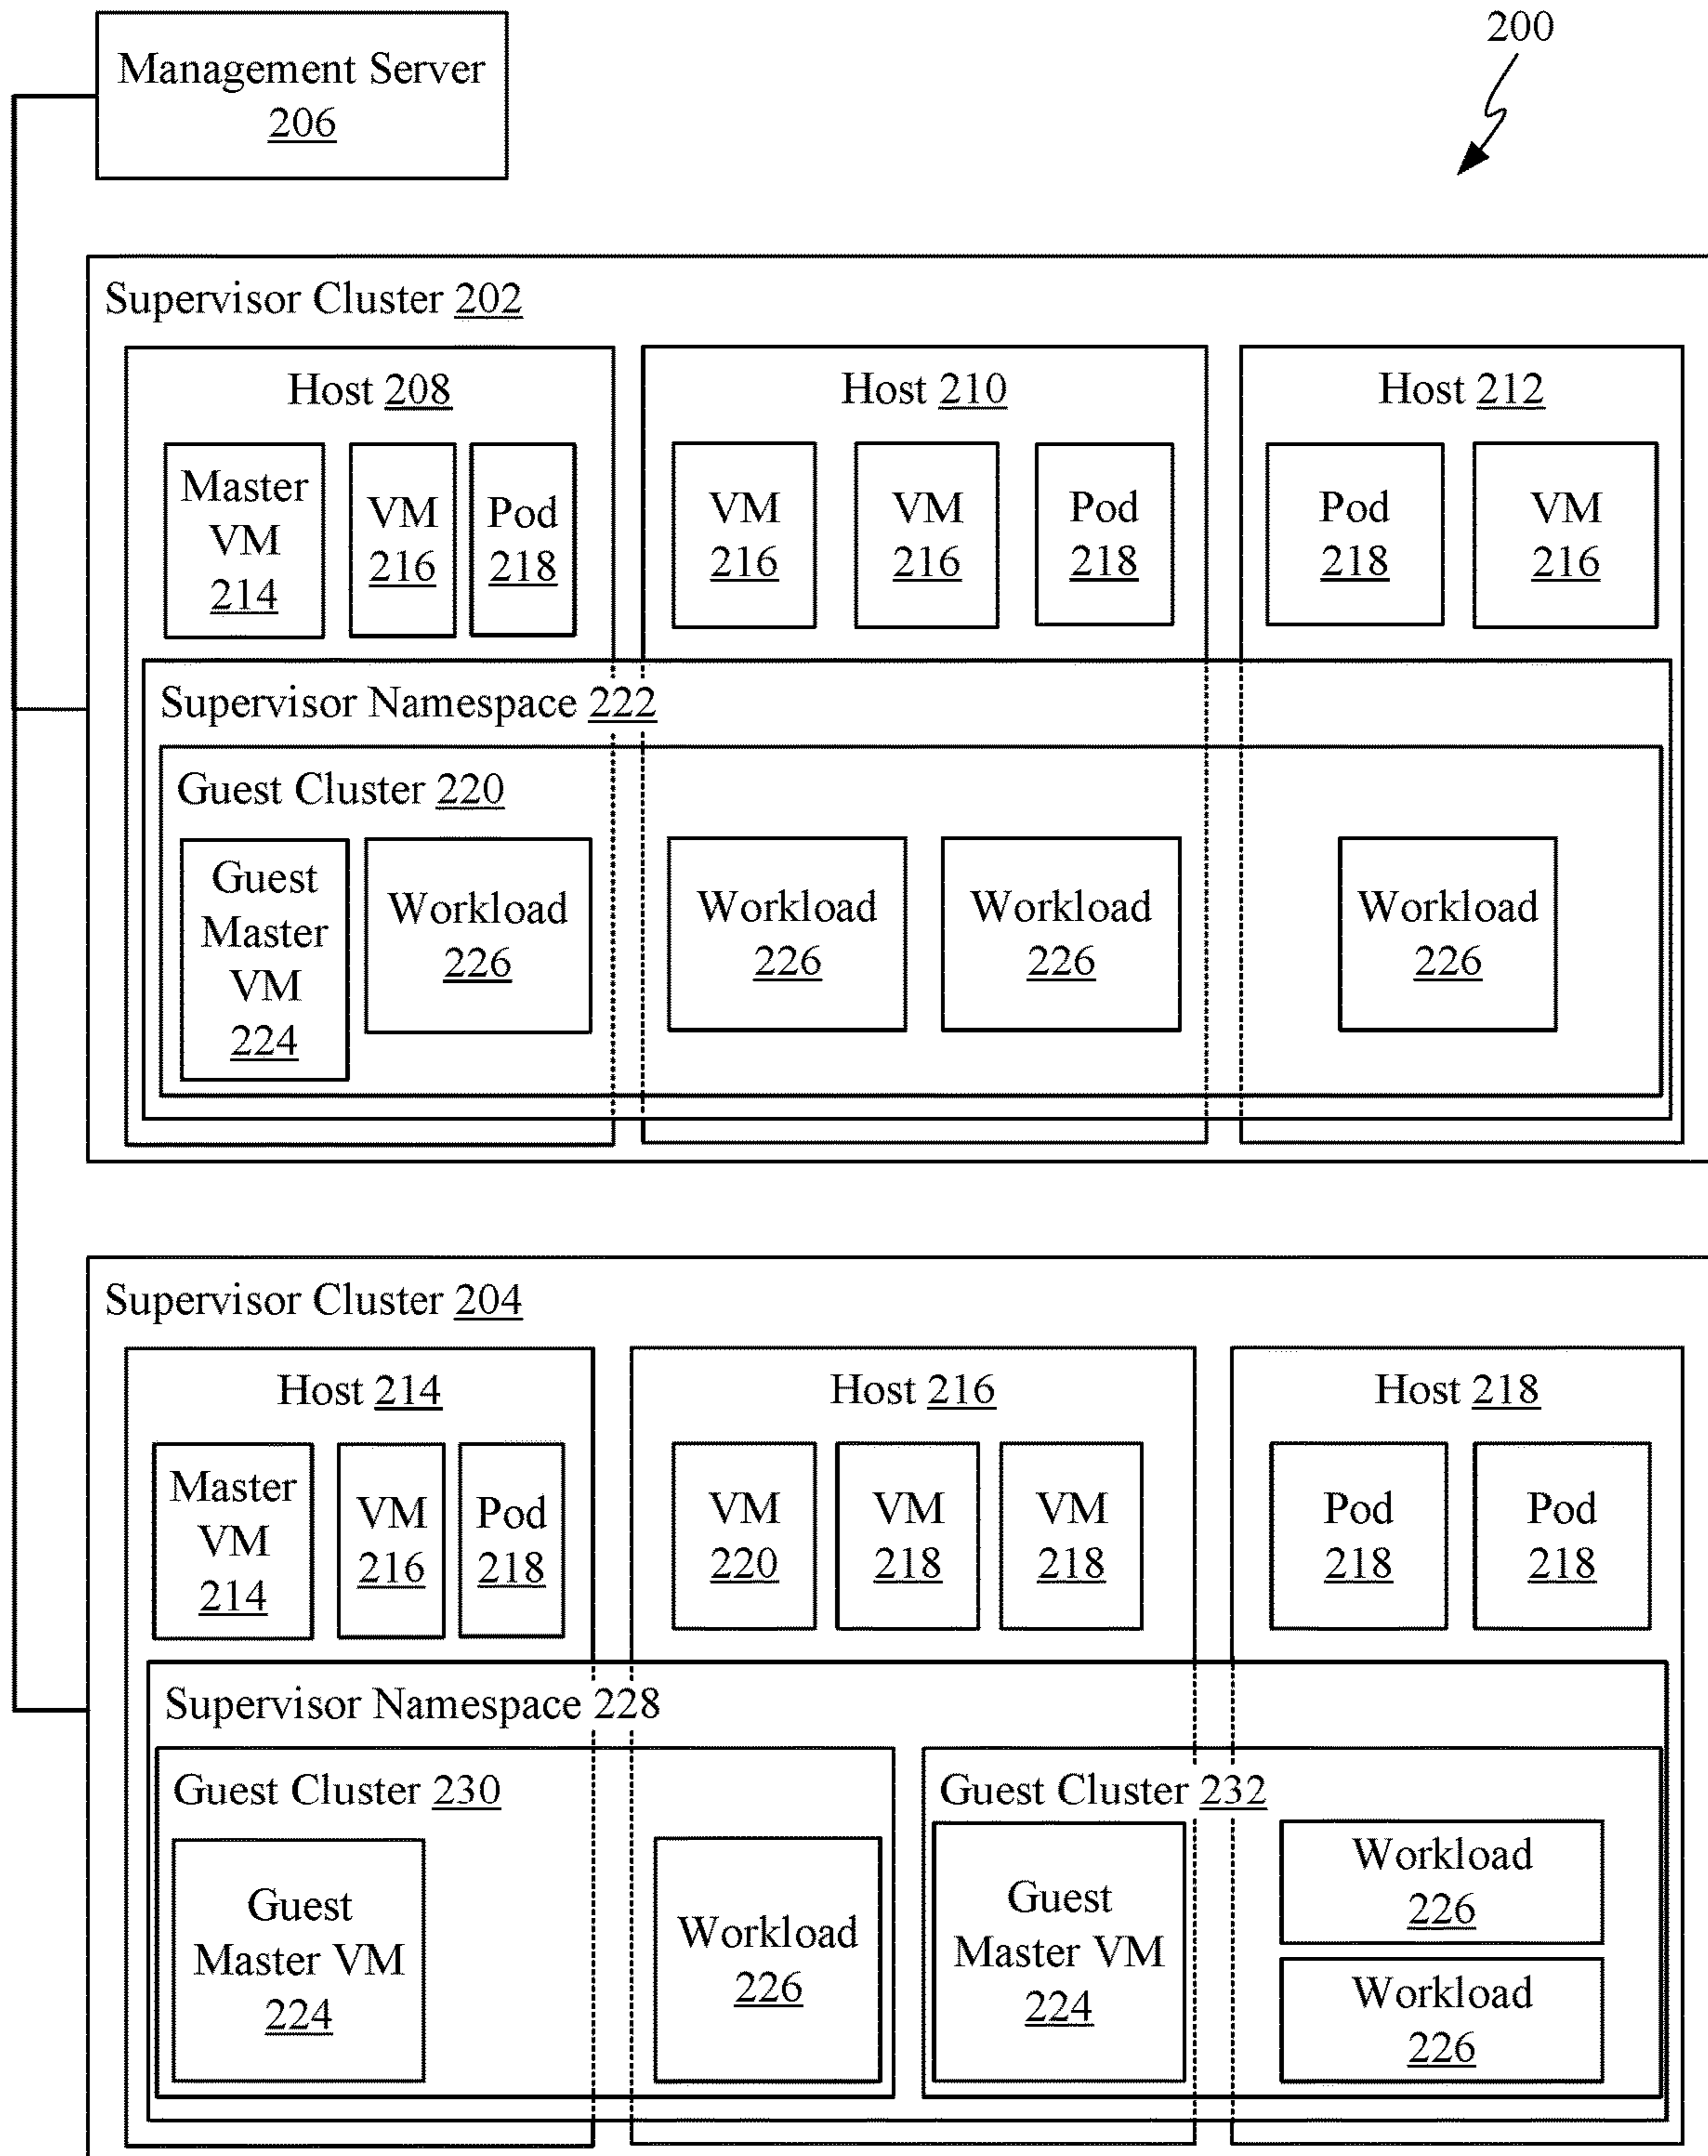 200
Management Server
206
Supervisor Cluster 202
Host 208
Master
VM
214
VM
216
Pod
218
Host 210
VM
216
VM
216
Pod
218
Host 212
Pod
218
VM
216
Supervisor Namespace 222
Guest Cluster 220
Guest
Master
VM
224
Workload
226
Workload
226
Workload
226
Workload
226
Supervisor Cluster 204
Host 214
Master
VM
214
VM
216
Pod
218
Host 216
VM
220
VM
218
VM
218
Host 218
Pod
218
Pod
218
Supervisor Namespace 228
Guest Cluster 230
Guest
Master VM
224
Workload
226
Guest Cluster 232
Guest
Master VM
224
Workload
226
Workload
226